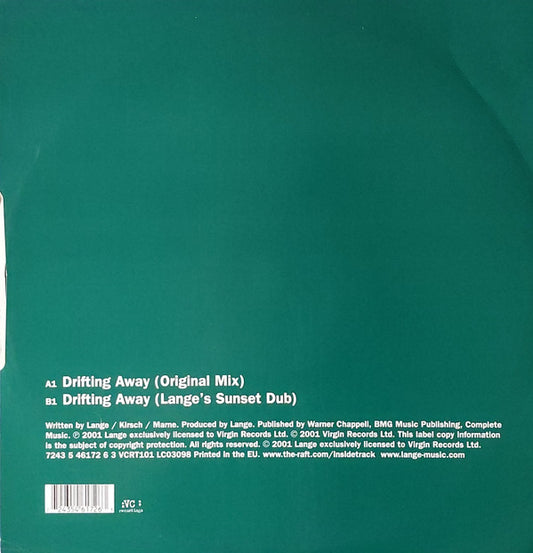 A1 Drifting Away (Original Mix)
B1 Drifting Away (Lange's Sunset Dub)
Written by Lange / Kirsch / Marne. Produced by Lange. Published by Warner Chappell, BMG Music Publishing, Complete
Music. ℗ 2001 Lange exclusively licensed to Virgin Records Ltd. © 2001 Virgin Records Ltd. This label copy information
is the subject of copyright protection. All rights reserved. © 2001 Lange exclusively licensed to Virgin Records Ltd.
7243 5 46172 6 3 VCRT101 LC03098 Printed in the EU. www.the-raft.com/insidetrack www.lange-music.com
:VC :
recordings